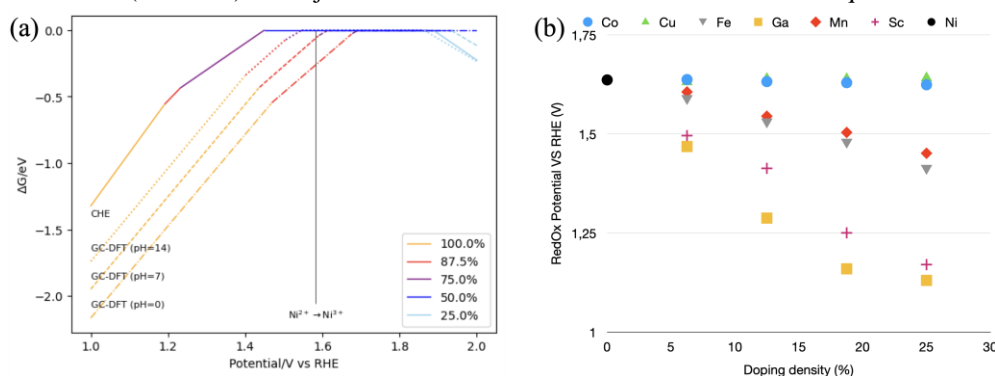 (a)
0.0
−0.5
−1.0
−1.5
−2.0
ΔG/eV
CHE
GC-DFT (pH=14)
GC-DFT (pH=7)
GC-DFT (pH=0)
Ni²⁺ → Ni³⁺
100.0%
87.5%
75.0%
50.0%
25.0%
1.0 1.2 1.4 1.6 1.8 2.0
Potential/V vs RHE
(b)
Co Cu Fe Ga Mn Sc Ni
1,75
1,5
1,25
1
RedOx Potential VS RHE (V)
0 5 10 15 20 25 30
Doping density (%)